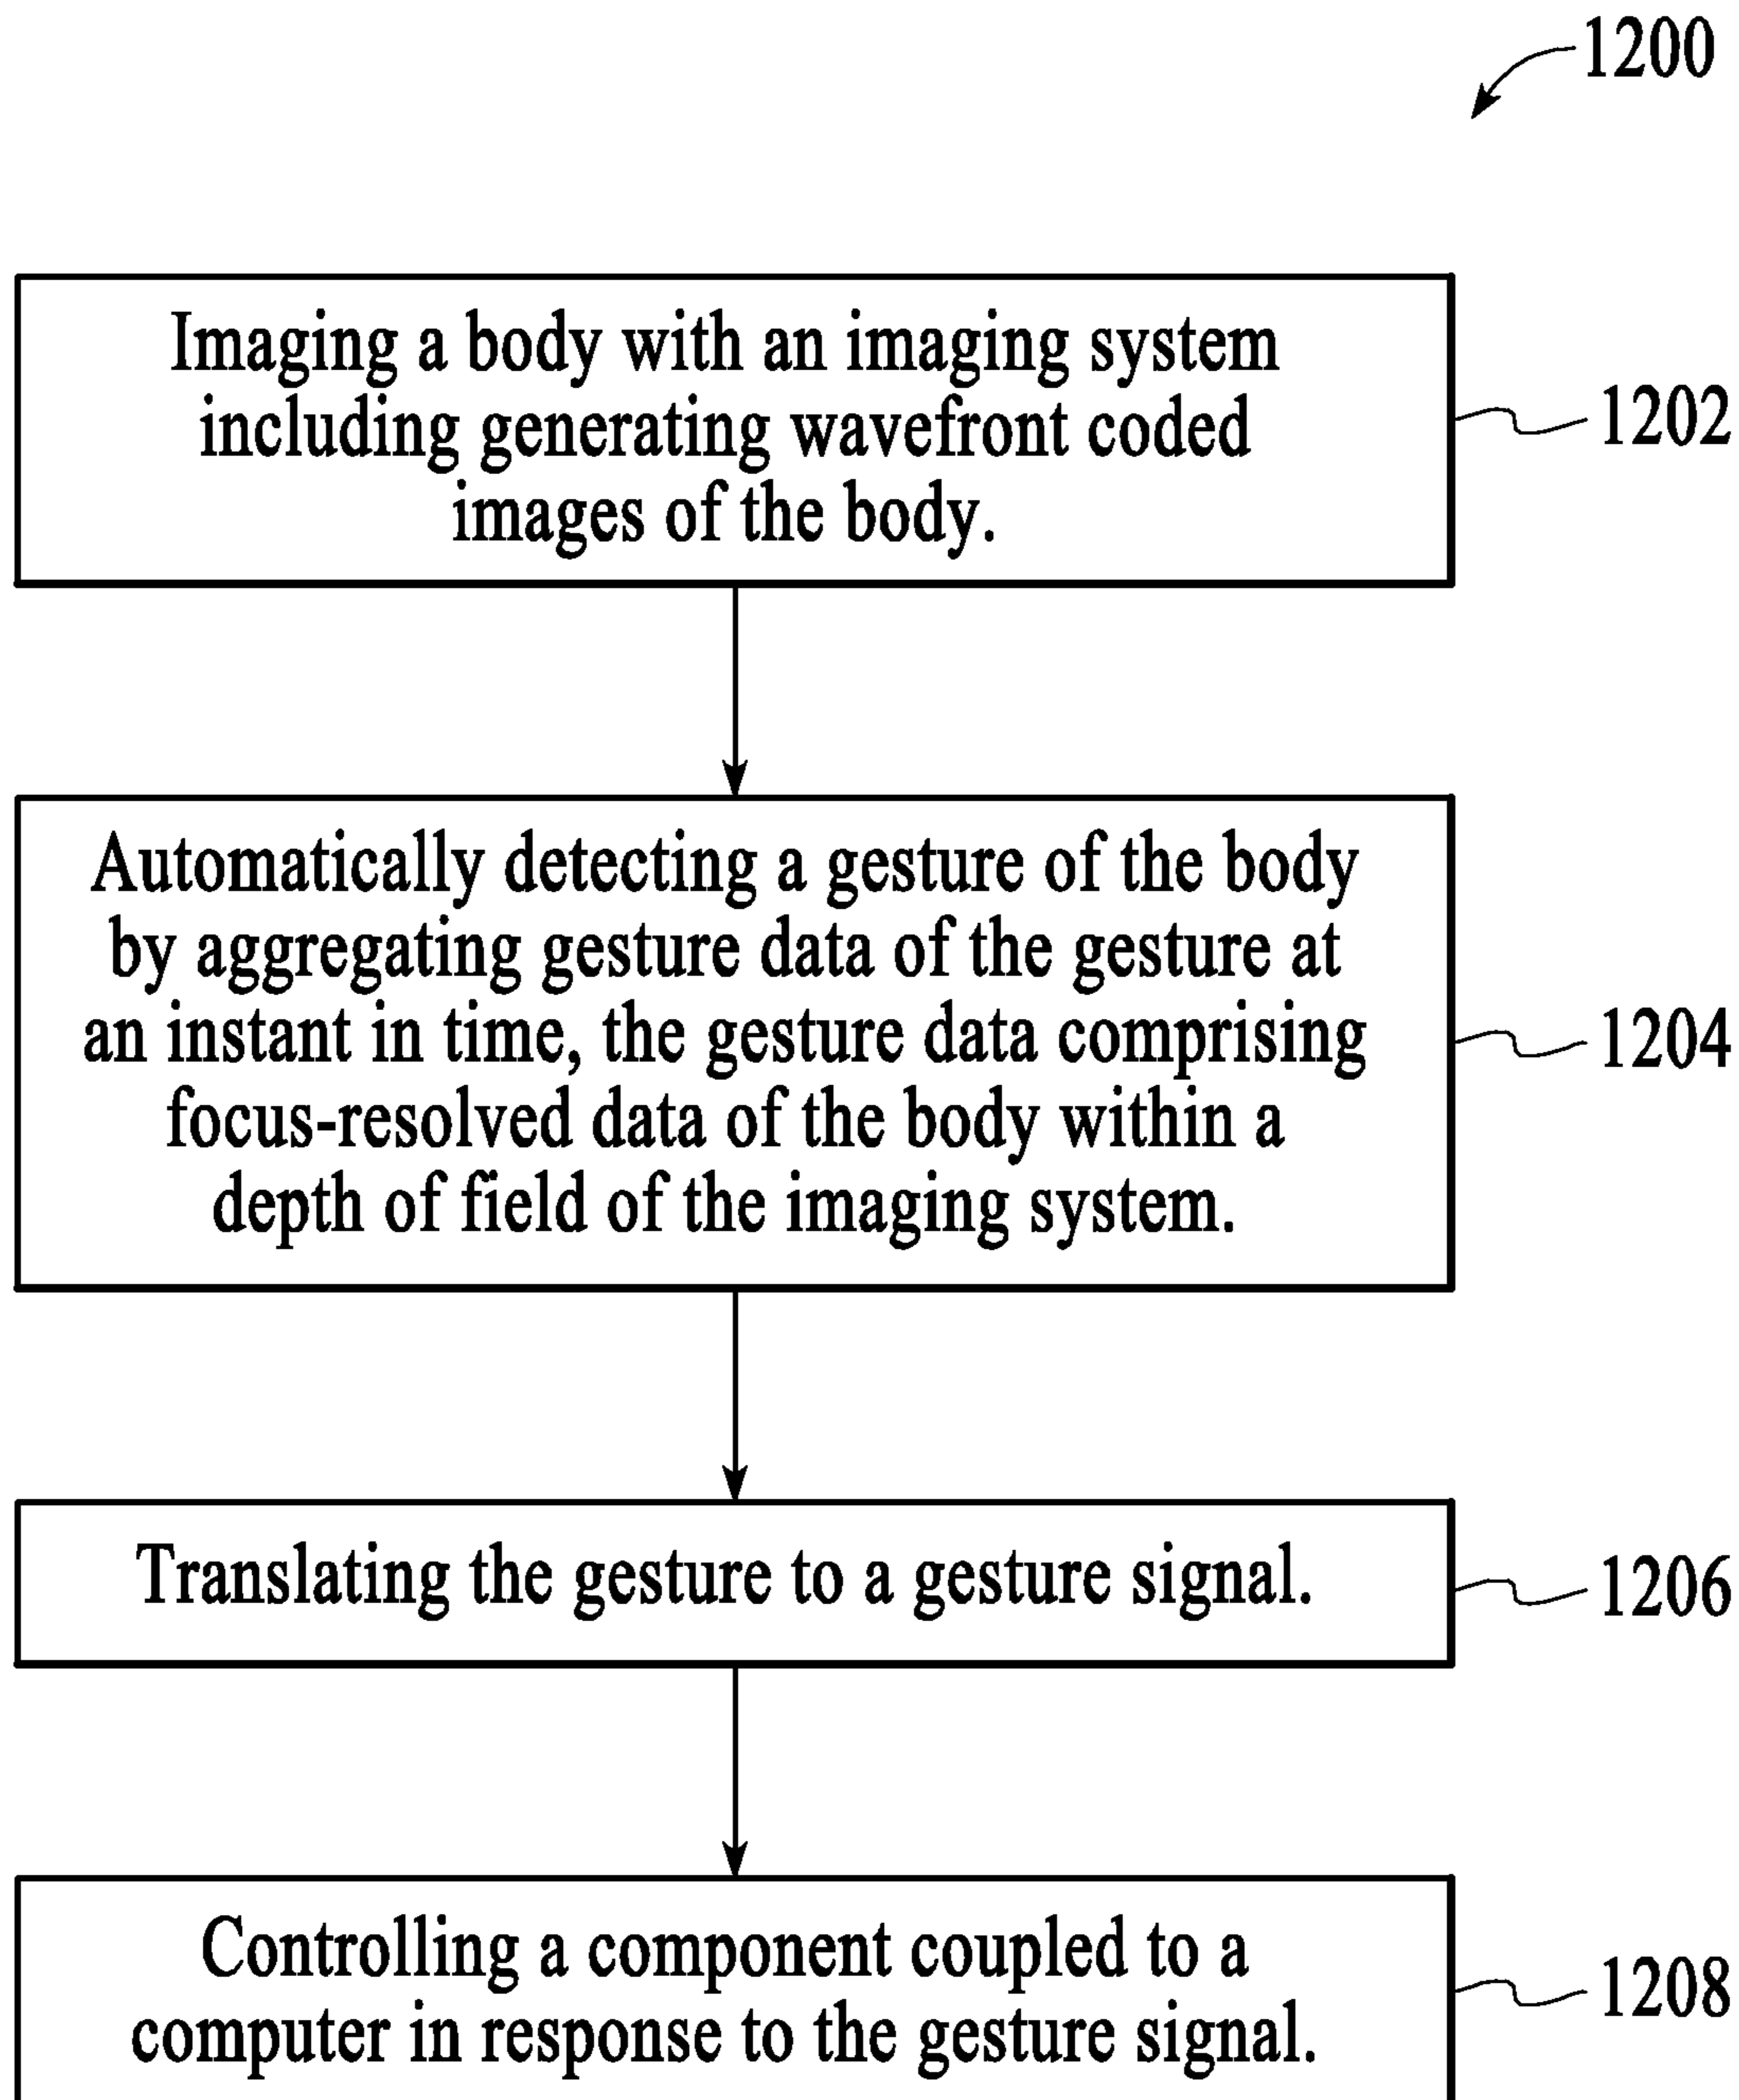 1200
Imaging a body with an imaging system
including generating wavefront coded
images of the body.
1202
Automatically detecting a gesture of the body
by aggregating gesture data of the gesture at
an instant in time, the gesture data comprising
focus-resolved data of the body within a
depth of field of the imaging system.
1204
Translating the gesture to a gesture signal.
1206
Controlling a component coupled to a
computer in response to the gesture signal.
1208